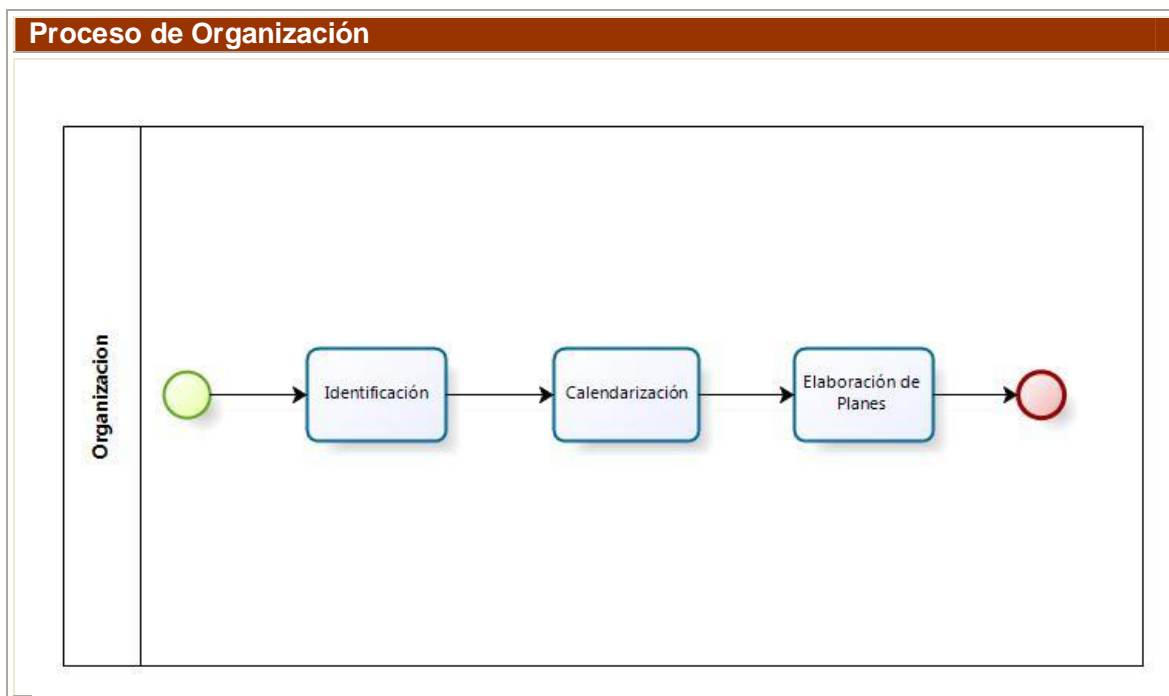 Proceso de Organización
Organizacion
Identificación
Calendarización
Elaboración de
Planes